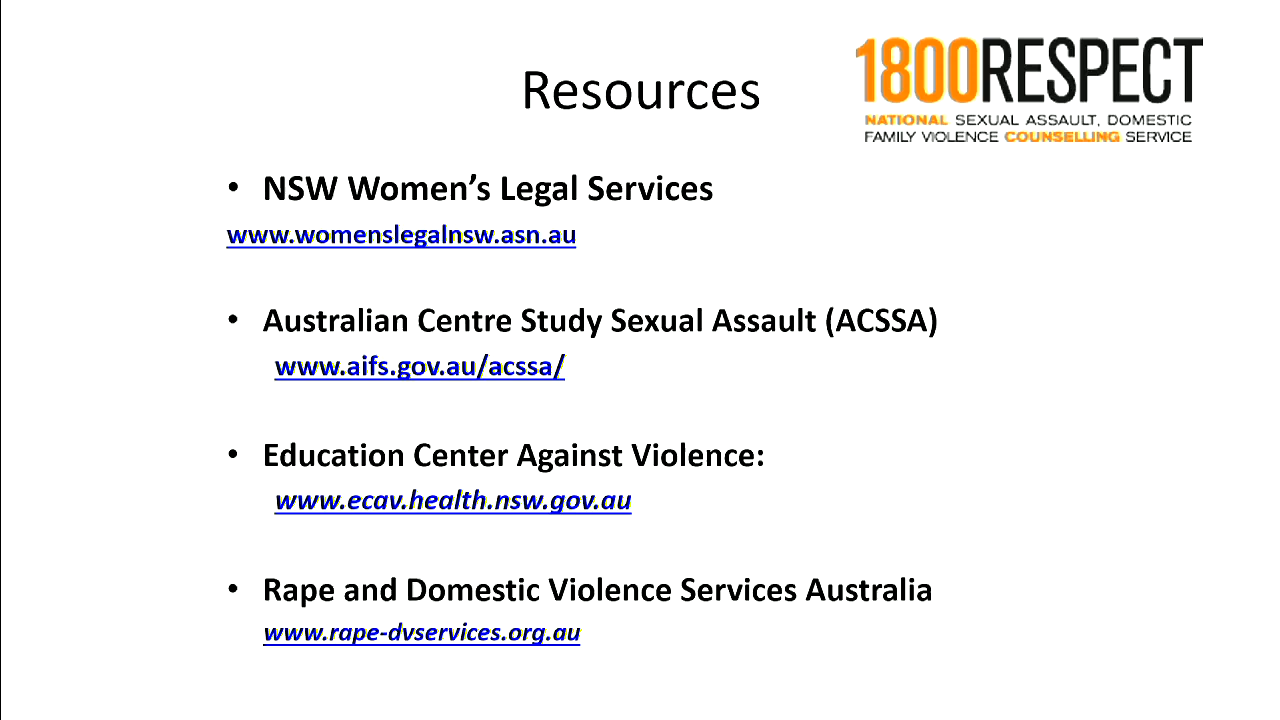 Resources
1800RESPECT
NATIONAL SEXUAL ASSAULT, DOMESTIC
FAMILY VIOLENCE COUNSELLING SERVICE
• NSW Women’s Legal Services
www.womenslegalnsw.asn.au
• Australian Centre Study Sexual Assault (ACSSA)
www.aifs.gov.au/acssa/
• Education Center Against Violence:
www.ecav.health.nsw.gov.au
• Rape and Domestic Violence Services Australia
www.rape-dvservices.org.au